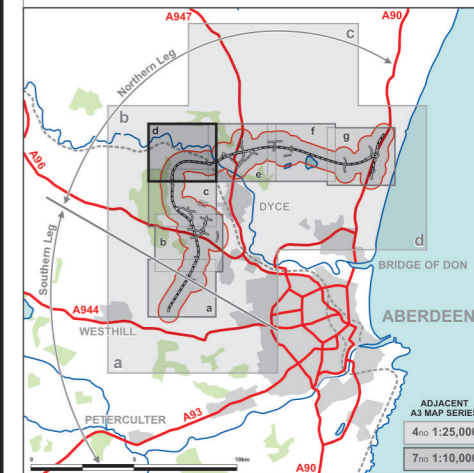 A947
A90
c
Northern Leg
b
d
f
g
A96
e
c
DYCE
b
d
Southern Leg
BRIDGE OF DON
A944
a
ABERDEEN
WESTHILL
a
ADJACENT
A3 MAP SERIES
4no 1:25,000
PETERCULTER
A93
7no 1:10,000
0 5 10km
A90